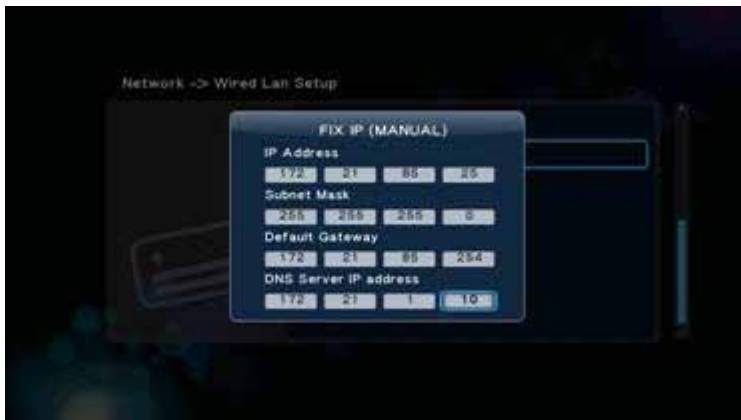 Network -> Wired Lan Setup
FIX IP (MANUAL)
IP Address
172 21 85 25
Subnet Mask
255 255 255 0
Default Gateway
172 21 85 254
DNS Server IP address
172 21 1 10